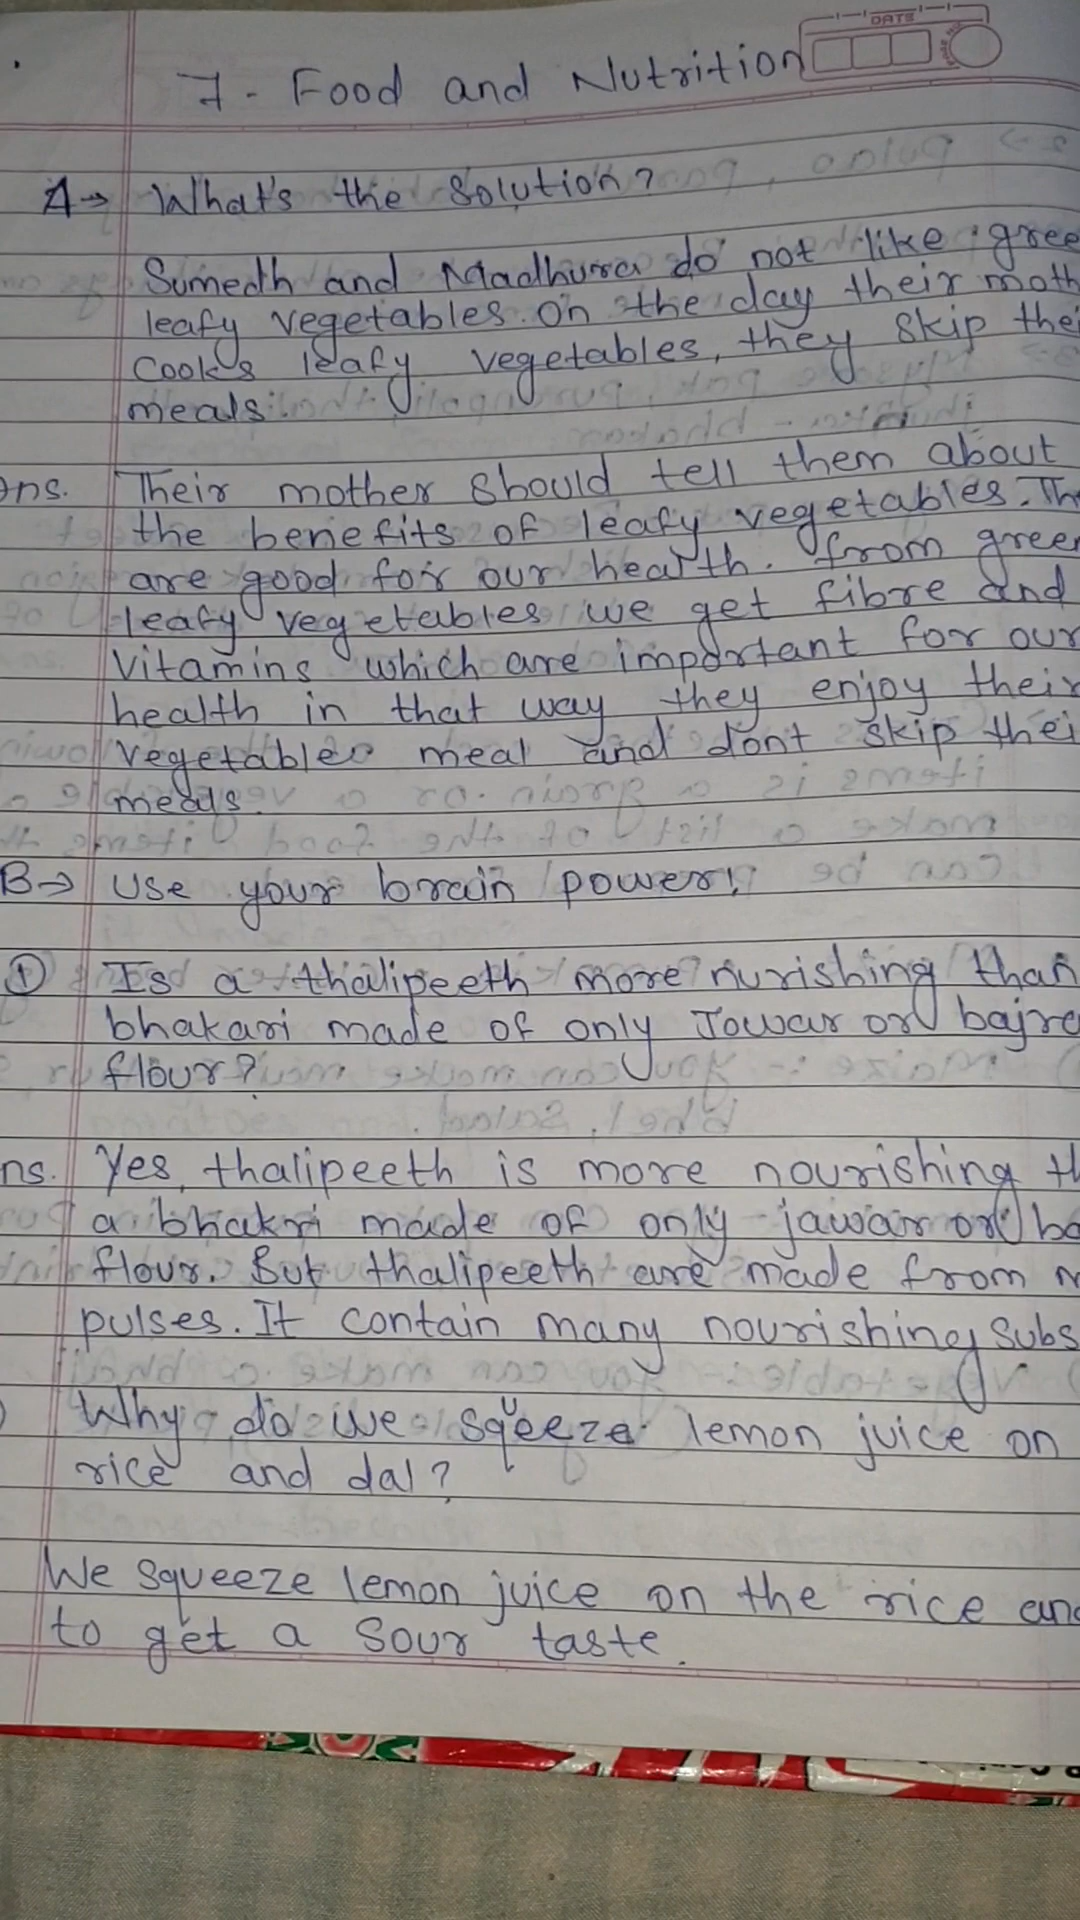 DATE
7 - Food and Nutrition
A→ What's the Solution?
Sumedh and Madhura do not like gree
leafy vegetables. On the day their moth
cooks leafy vegetables, they skip thei
meals.
Ans. Their mother should tell them about
the benefits of leafy vegetables. Th
are good for our health. from green
leafy vegetables we get fibre and
vitamins which are important for our
health in that way they enjoy their
vegetables meal and dont skip thei
meals.
B→ Use your brain power!
① Is a thalipeeth more nurishing than
bhakari made of only Jowar or bajra
flour?
ns. Yes, thalipeeth is more nourishing th
a bhakri made of only jawar or ba
flour. But thalipeeth are made from m
pulses. It contain many nourishing subs
Why do we squeeze lemon juice on
rice and dal?
We squeeze lemon juice on the rice and
to get a sour taste.